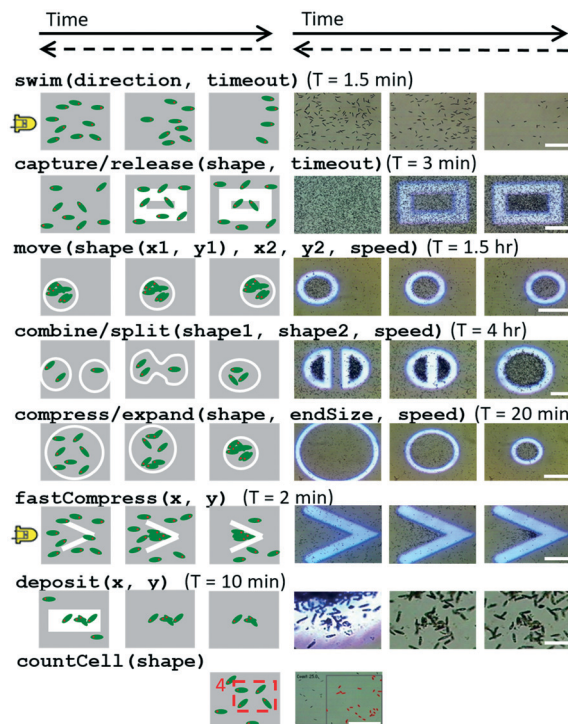 Time Time
swim(direction, timeout) (T = 1.5 min)
capture/release(shape, timeout) (T = 3 min)
move(shape(x1, y1), x2, y2, speed) (T = 1.5 hr)
combine/split(shape1, shape2, speed) (T = 4 hr)
compress/expand(shape, endSize, speed) (T = 20 min)
fastCompress(x, y) (T = 2 min)
deposit(x, y) (T = 10 min)
countCell(shape)
4